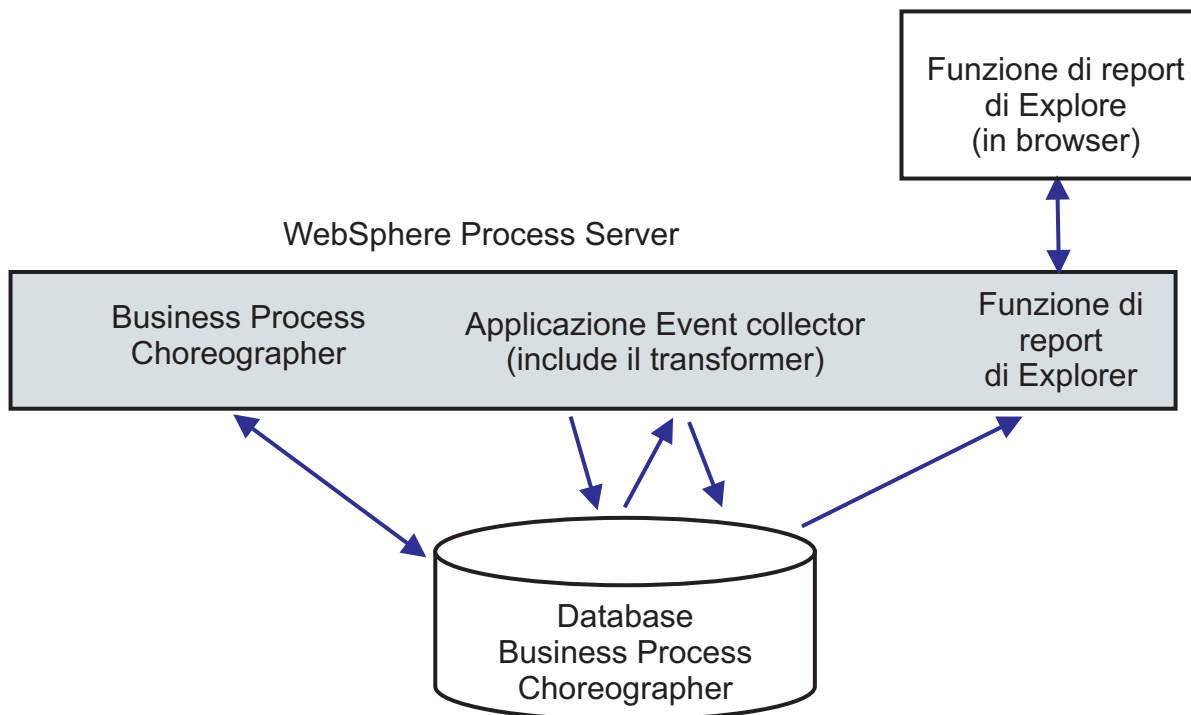 Funzione di report
di Explore
(in browser)
WebSphere Process Server
Business Process
Choreographer
Applicazione Event collector
(include il transformer)
Funzione di
report
di Explorer
Database
Business Process
Choreographer